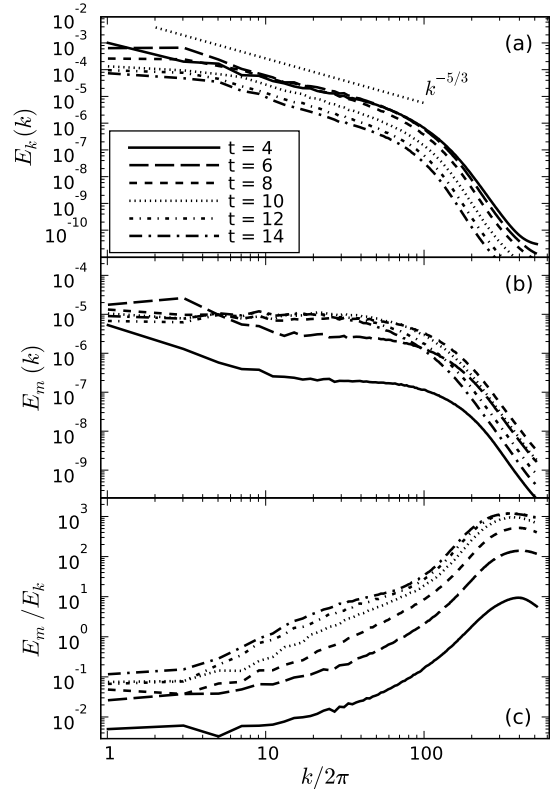 10^-2
10^-3
10^-4
10^-5
10^-6
10^-7
10^-8
10^-9
10^-10
E_k(k)
(a)
k^{-5/3}
t = 4
t = 6
t = 8
t = 10
t = 12
t = 14
10^-4
10^-5
10^-6
10^-7
10^-8
10^-9
E_m(k)
(b)
10^3
10^2
10^1
10^0
10^-1
10^-2
E_m/E_k
(c)
1 10 100
k/2π